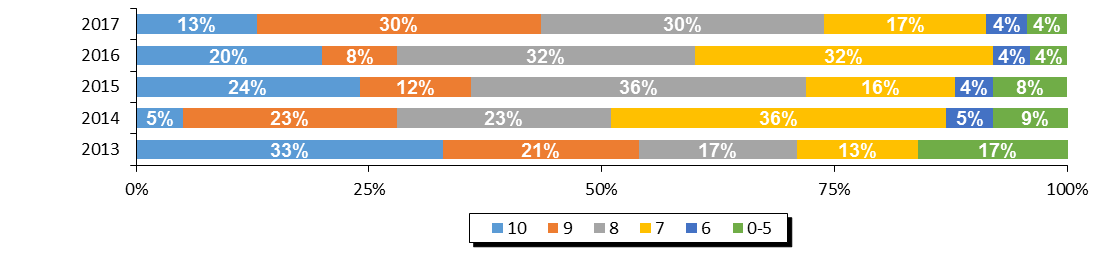 2017 13% 30% 30% 17% 4% 4%
2016 20% 8% 32% 32% 4% 4%
2015 24% 12% 36% 16% 4% 8%
2014 5% 23% 23% 36% 5% 9%
2013 33% 21% 17% 13% 17%
0% 25% 50% 75% 100%
10 9 8 7 6 0-5